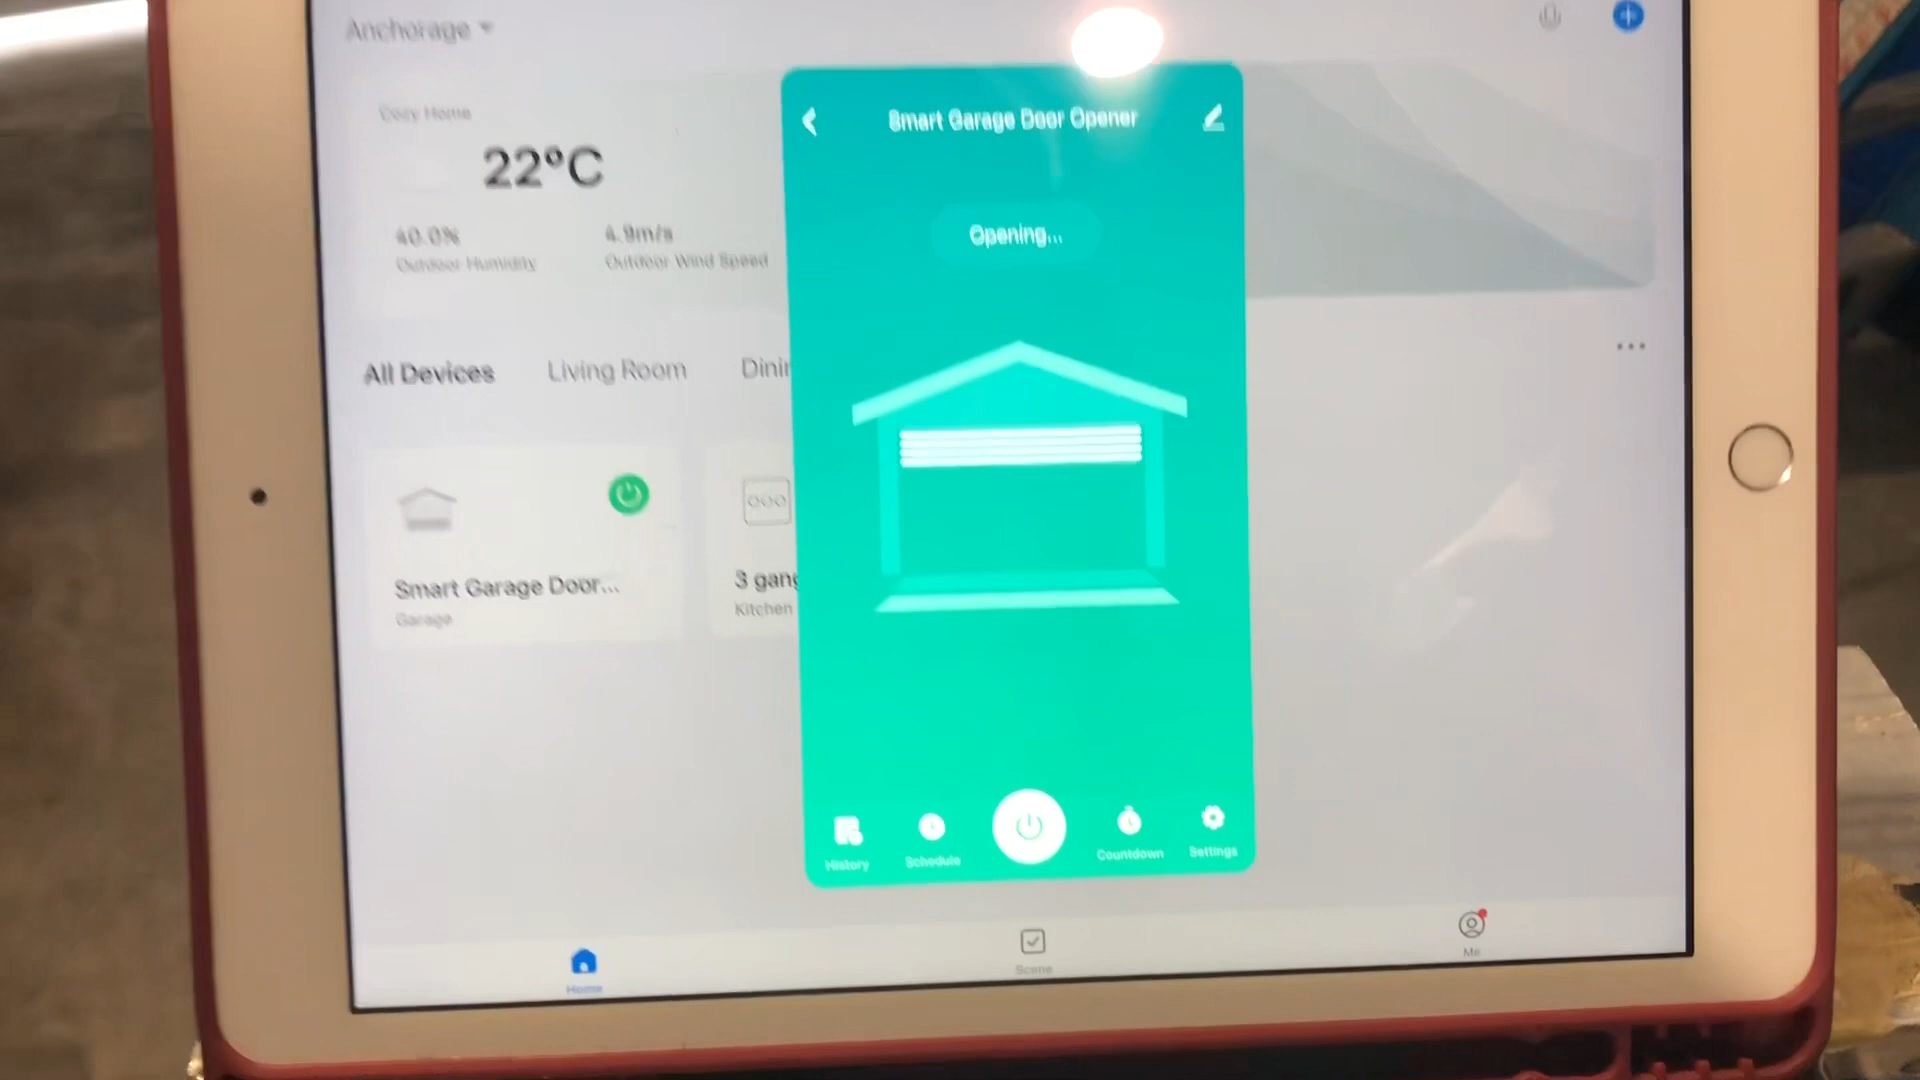 Anchorage
Cozy Home
22°C
40.0%
Outdoor Humidity
4.9m/s
Outdoor Wind Speed
All Devices
Living Room
Dinin
Smart Garage Door...
Garage
3 gang
Kitchen
Smart Garage Door Opener
Opening...
History
Schedule
Countdown
Settings
Home
Scene
Me